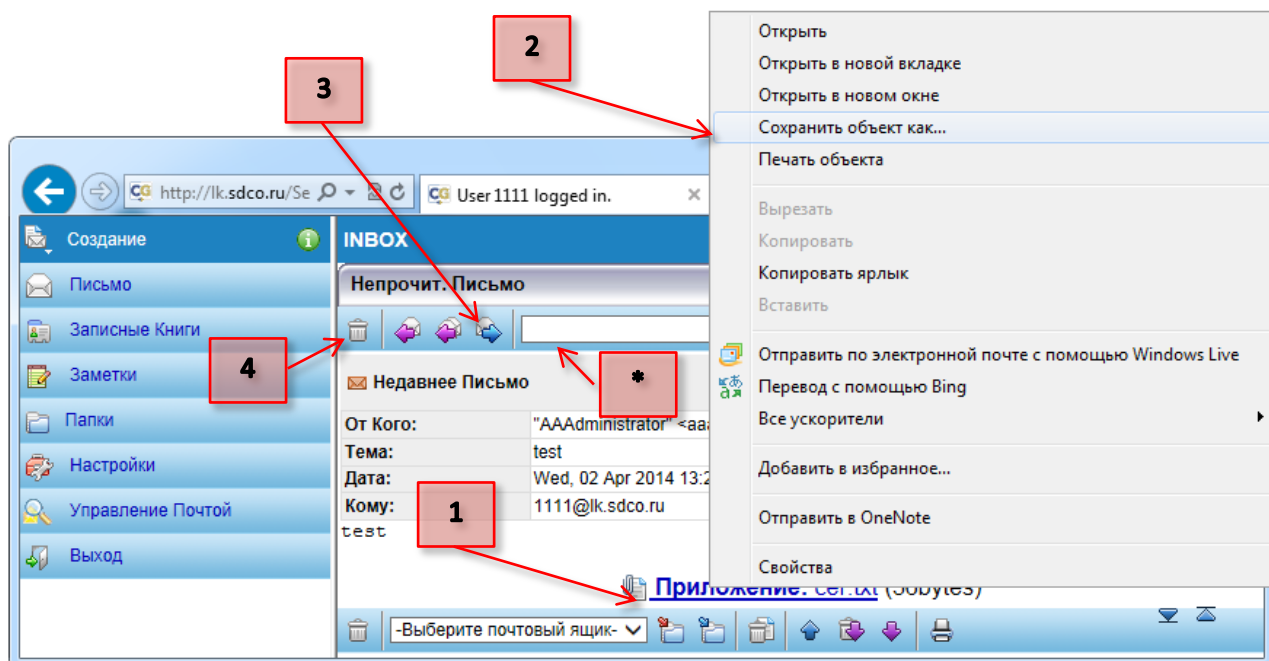 2
3
Открыть
Открыть в новой вкладке
Открыть в новом окне
Сохранить объект как...
Печать объекта
Вырезать
Копировать
Копировать ярлык
Вставить
Отправить по электронной почте с помощью Windows Live
Перевод с помощью Bing
Все ускорители
Добавить в избранное...
Отправить в OneNote
Свойства
http://lk.sdco.ru/Se
CG User 1111 logged in.
Создание
Письмо
Записные Книги
Заметки
Папки
Настройки
Управление Почтой
Выход
INBOX
Непрочит. Письмо
4
*
Недавнее Письмо
От Кого: "AAAdministrator" <aaa
Тема: test
Дата: Wed, 02 Apr 2014 13:2
Кому: 1111@lk.sdco.ru
1
test
Приложение: cer.txt (50bytes)
-Выберите почтовый ящик-